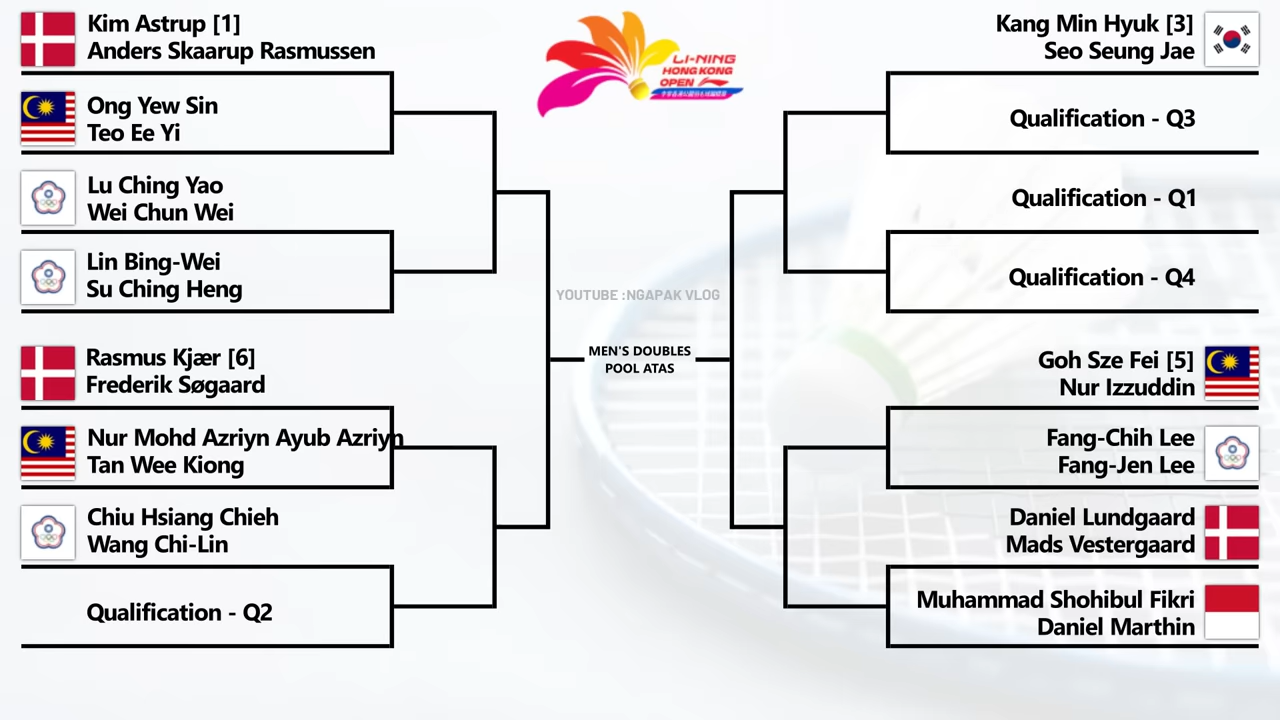 Kim Astrup [1]
Anders Skaarup Rasmussen
Ong Yew Sin
Teo Ee Yi
Lu Ching Yao
Wei Chun Wei
Lin Bing-Wei
Su Ching Heng
Rasmus Kjær [6]
Frederik Søgaard
Nur Mohd Azriyn Ayub Azriyn
Tan Wee Kiong
Chiu Hsiang Chieh
Wang Chi-Lin
Qualification - Q2
LI-NING
HONG KONG
OPEN
YOUTUBE :NGAPAK VLOG
MEN'S DOUBLES
POOL ATAS
Kang Min Hyuk [3]
Seo Seung Jae
Qualification - Q3
Qualification - Q1
Qualification - Q4
Goh Sze Fei [5]
Nur Izzuddin
Fang-Chih Lee
Fang-Jen Lee
Daniel Lundgaard
Mads Vestergaard
Muhammad Shohibul Fikri
Daniel Marthin